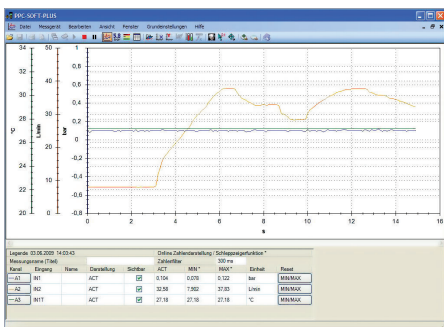 PPC-SOFT-PLUS
Datei Messgerät Bearbeiten Ansicht Fenster Grundeinstellungen Hilfe
34 50 1
32 0,8
40 0,6
30 0,4
30 0,2
28 0
°C L/min bar
26 20 -0,2
-0,4
24
10 -0,6
22 -0,8
20 0 -1
0 2 4 6 8 10 12 14 16
s
Legende 03.06.2009 14:03:43 Online Zahlendarstellung / Schleppzeigerfunktion *
Messungsname (Titel) Zahlenfilter 300 ms
Kanal Eingang Name Darstellung Sichtbar ACT MIN * MAX * Einheit Reset
A1 IN1 ACT 0,104 0,078 0,122 bar MIN/MAX
A2 IN2 ACT 32,58 7,992 37,83 L/min MIN/MAX
A3 IN1T ACT 27,18 27,18 27,18 °C MIN/MAX